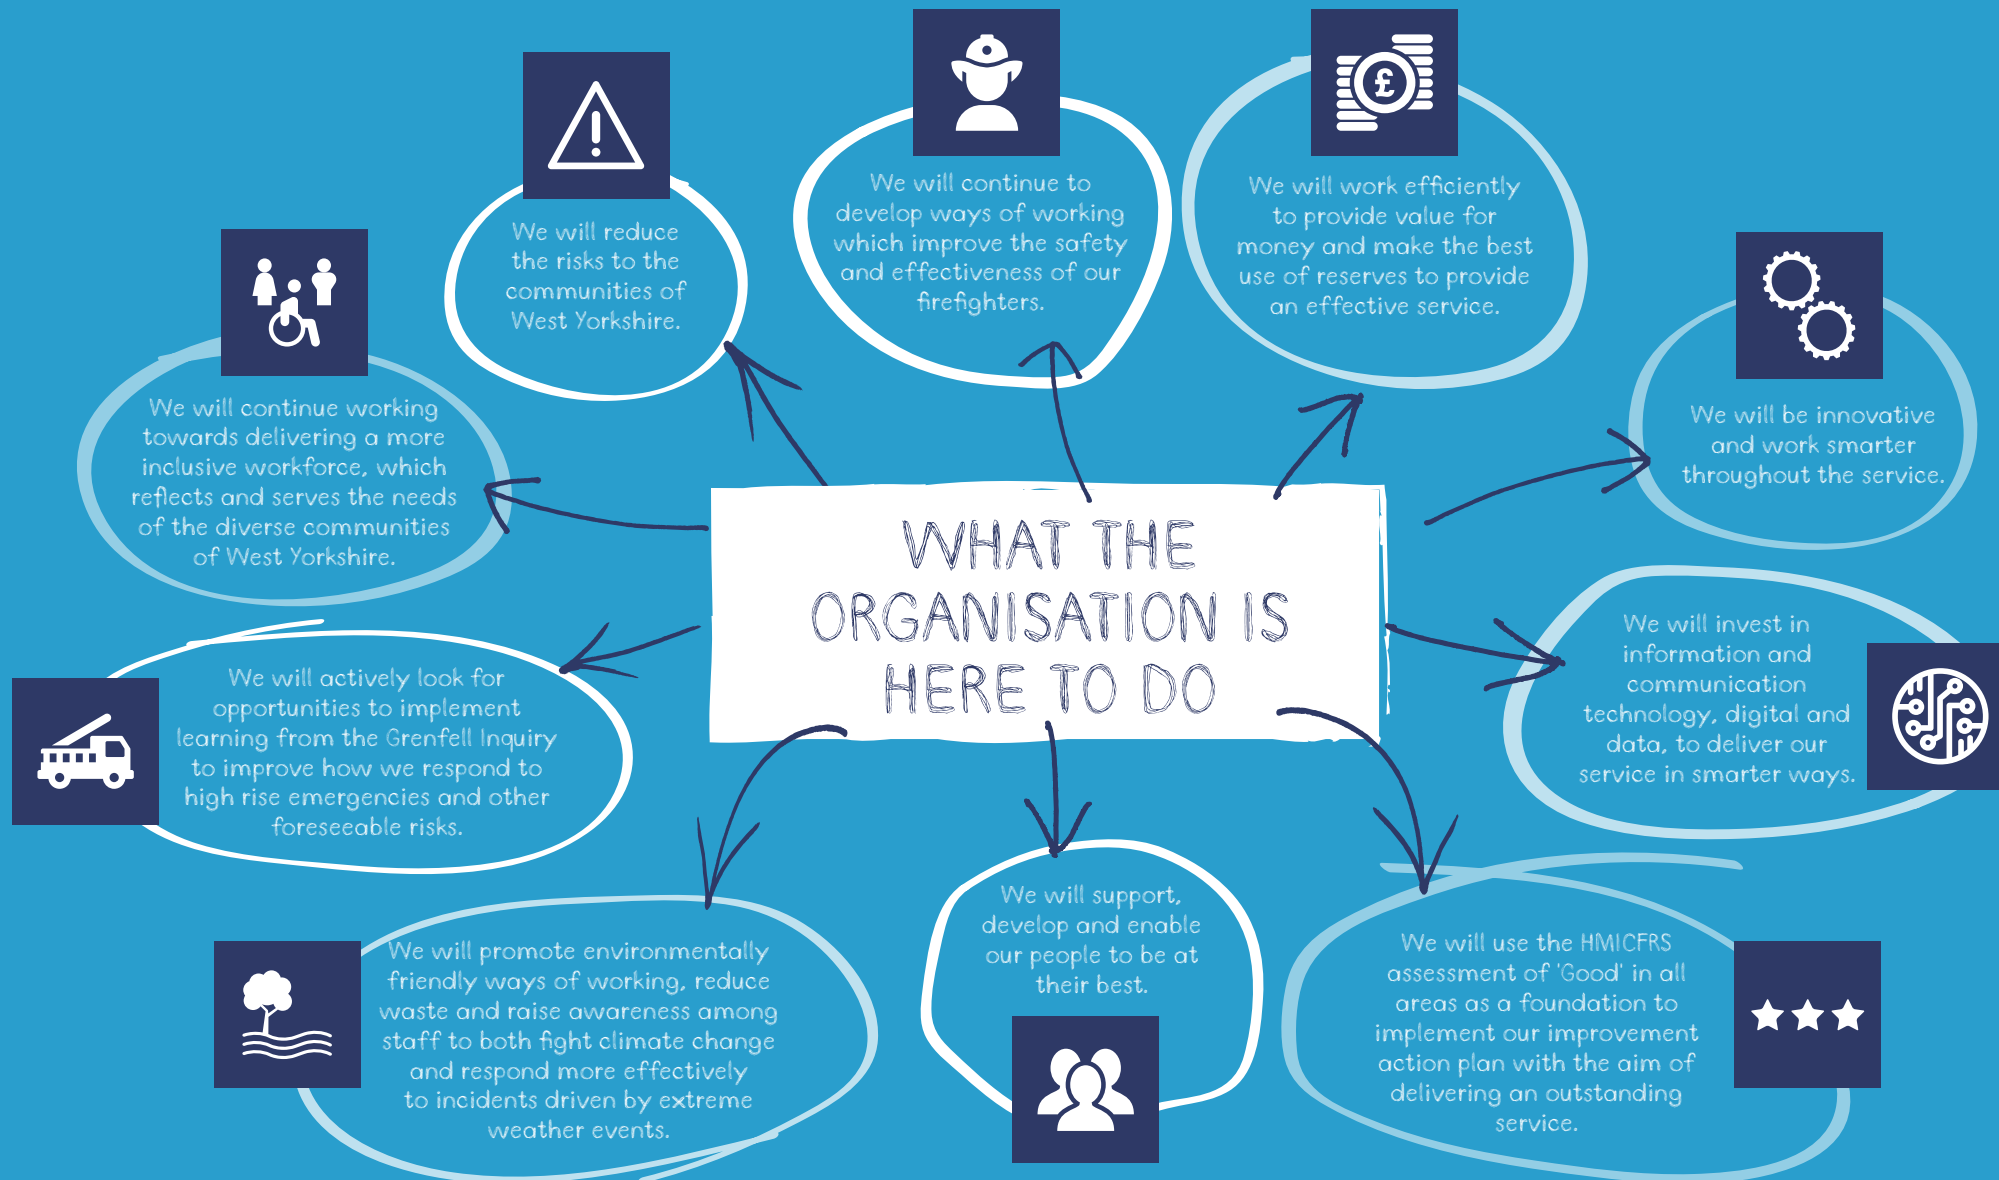 We will continue to
develop ways of working
which improve the safety
and effectiveness of our
firefighters.
We will work efficiently
to provide value for
money and make the best
use of reserves to provide
an effective service.
£
We will reduce
the risks to the
communities of
West Yorkshire.
We will continue working
towards delivering a more
inclusive workforce, which
reflects and serves the needs
of the diverse communities
of West Yorkshire.
We will be innovative
and work smarter
throughout the service.
WHAT THE
ORGANISATION IS
HERE TO DO
We will invest in
information and
communication
technology, digital and
data, to deliver our
service in smarter ways.
We will actively look for
opportunities to implement
learning from the Grenfell Inquiry
to improve how we respond to
high rise emergencies and other
foreseeable risks.
We will promote environmentally
friendly ways of working, reduce
waste and raise awareness among
staff to both fight climate change
and respond more effectively
to incidents driven by extreme
weather events.
We will support,
develop and enable
our people to be at
their best.
We will use the HMICFRS
assessment of 'Good' in all
areas as a foundation to
implement our improvement
action plan with the aim of
delivering an outstanding
service.